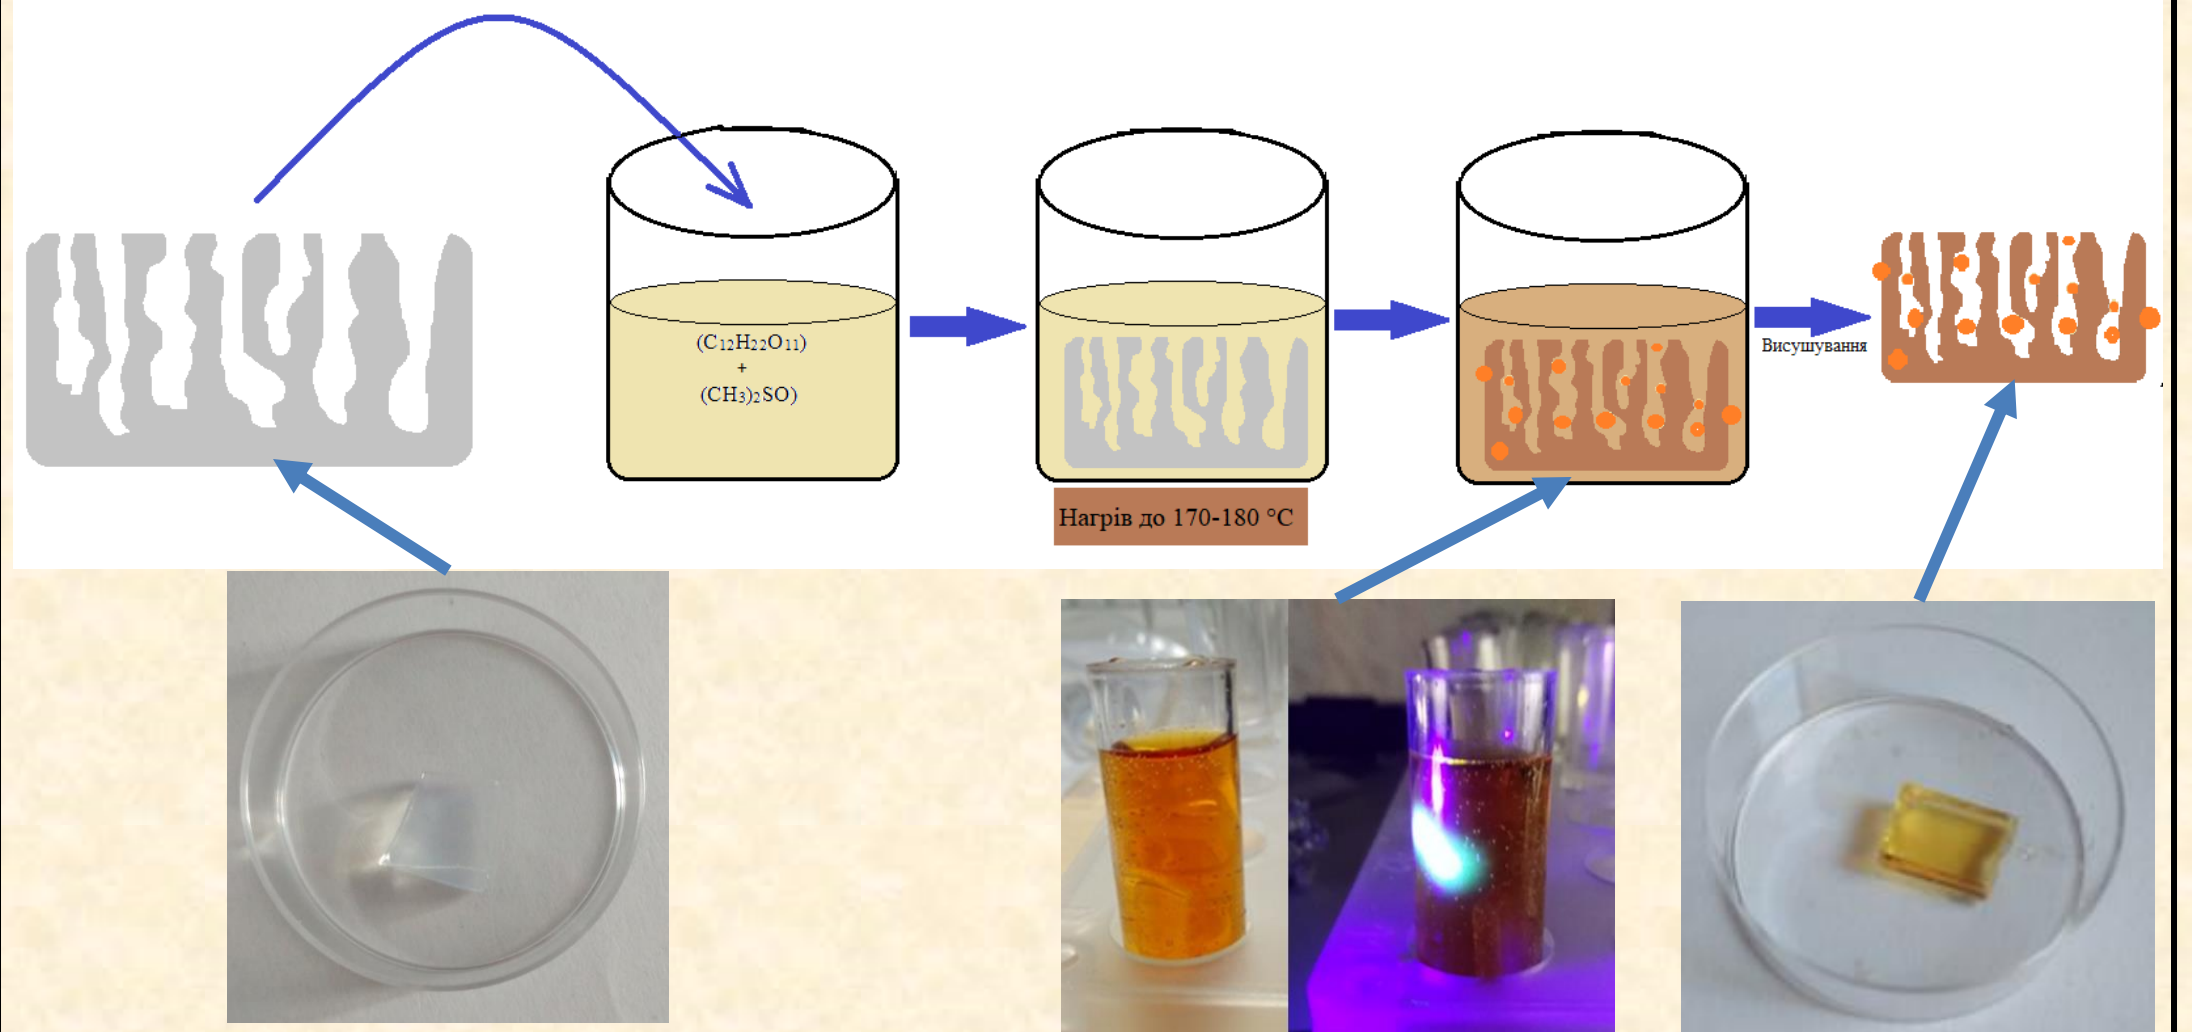 (C₁₂H₂₂O₁₁)
+
(CH₃)₂SO)
Нагрів до 170-180 °C
Висушування